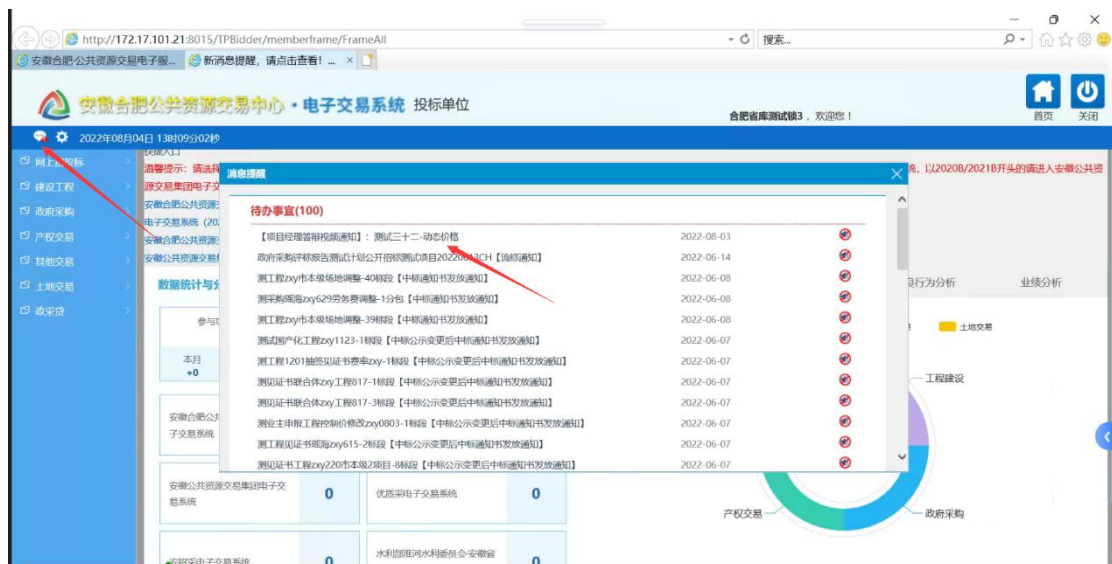 http://172.17.101.21:8015/TPBidder/memberframe/FrameAll
搜索...
安徽合肥公共资源交易电子服...
新消息提醒,请点击查看! ...
安徽合肥公共资源交易中心·电子交易系统 投标单位
合肥省库测试锁3 ,欢迎您!
首页
关闭
2022年08月04日 13时09分02秒
网上招投标
建设工程
政府采购
产权交易
其他交易
土地交易
政采贷
快捷入口
温馨提示:请选择
免,以2020B/2021B开头的请进入安徽公共资
源交易集团电子交
安徽合肥公共资源
电子交易系统(20
安徽合肥公共资源
安徽公共资源交易
消息提醒
待办事宜(100)
【项目经理答辩视频通知】:测试三十二-动态价格 2022-08-03
政府采购评标报告测试计划公开招标测试项目20220613CH【流标通知】 2022-06-14
测工程zxy市本级场地调整-40标段【中标通知书发放通知】 2022-06-08
测采购瑶海zxy629劳务费调整-1分包【中标通知书发放通知】 2022-06-08
测工程zxy市本级场地调整-39标段【中标通知书发放通知】 2022-06-08
测试国产化工程zxy1123-1标段【中标公示变更后中标通知书发放通知】 2022-06-07
测工程1201抽签见证书费率zxy-1标段【中标公示变更后中标通知书发放通知】 2022-06-07
测见证书联合体zxy工程817-1标段【中标公示变更后中标通知书发放通知】 2022-06-07
测见证书联合体zxy工程817-3标段【中标公示变更后中标通知书发放通知】 2022-06-07
测业主申报工程控制价修改zxy0803-1标段【中标公示变更后中标通知书发放通知】 2022-06-07
测工程见证书瑶海zxy615-2标段【中标公示变更后中标通知书发放通知】 2022-06-07
测见证书工程zxy220市本级2项目-8标段【中标公示变更后中标通知书发放通知】 2022-06-07
数据统计与分
行为分析
业绩分析
参与项
本月
+0
土地交易
工程建设
产权交易
政府采购
安徽合肥公共
子交易系统
安徽公共资源交易集团电子交
易系统
0
优质采电子交易系统
0
安招采电子交易系统
0
水利部淮河水利委员会·安徽省
0